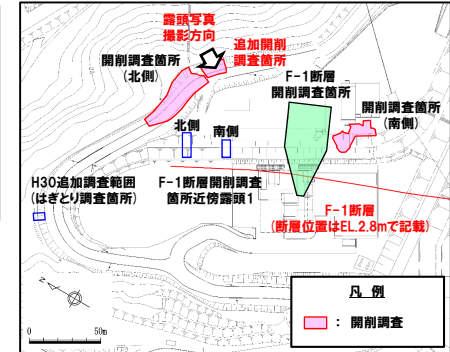 露頭写真
撮影方向
追加開削
調査箇所
開削調査箇所
(北側)
F-1断層
開削調査箇所
開削調査箇所
(南側)
北側
南側
H30追加調査範囲
(はぎとり調査箇所)
F-1断層開削調査
箇所近傍露頭1
F-1断層
(断層位置はEL.2.8mで記載)
N
0
50m
凡 例
: 開削調査